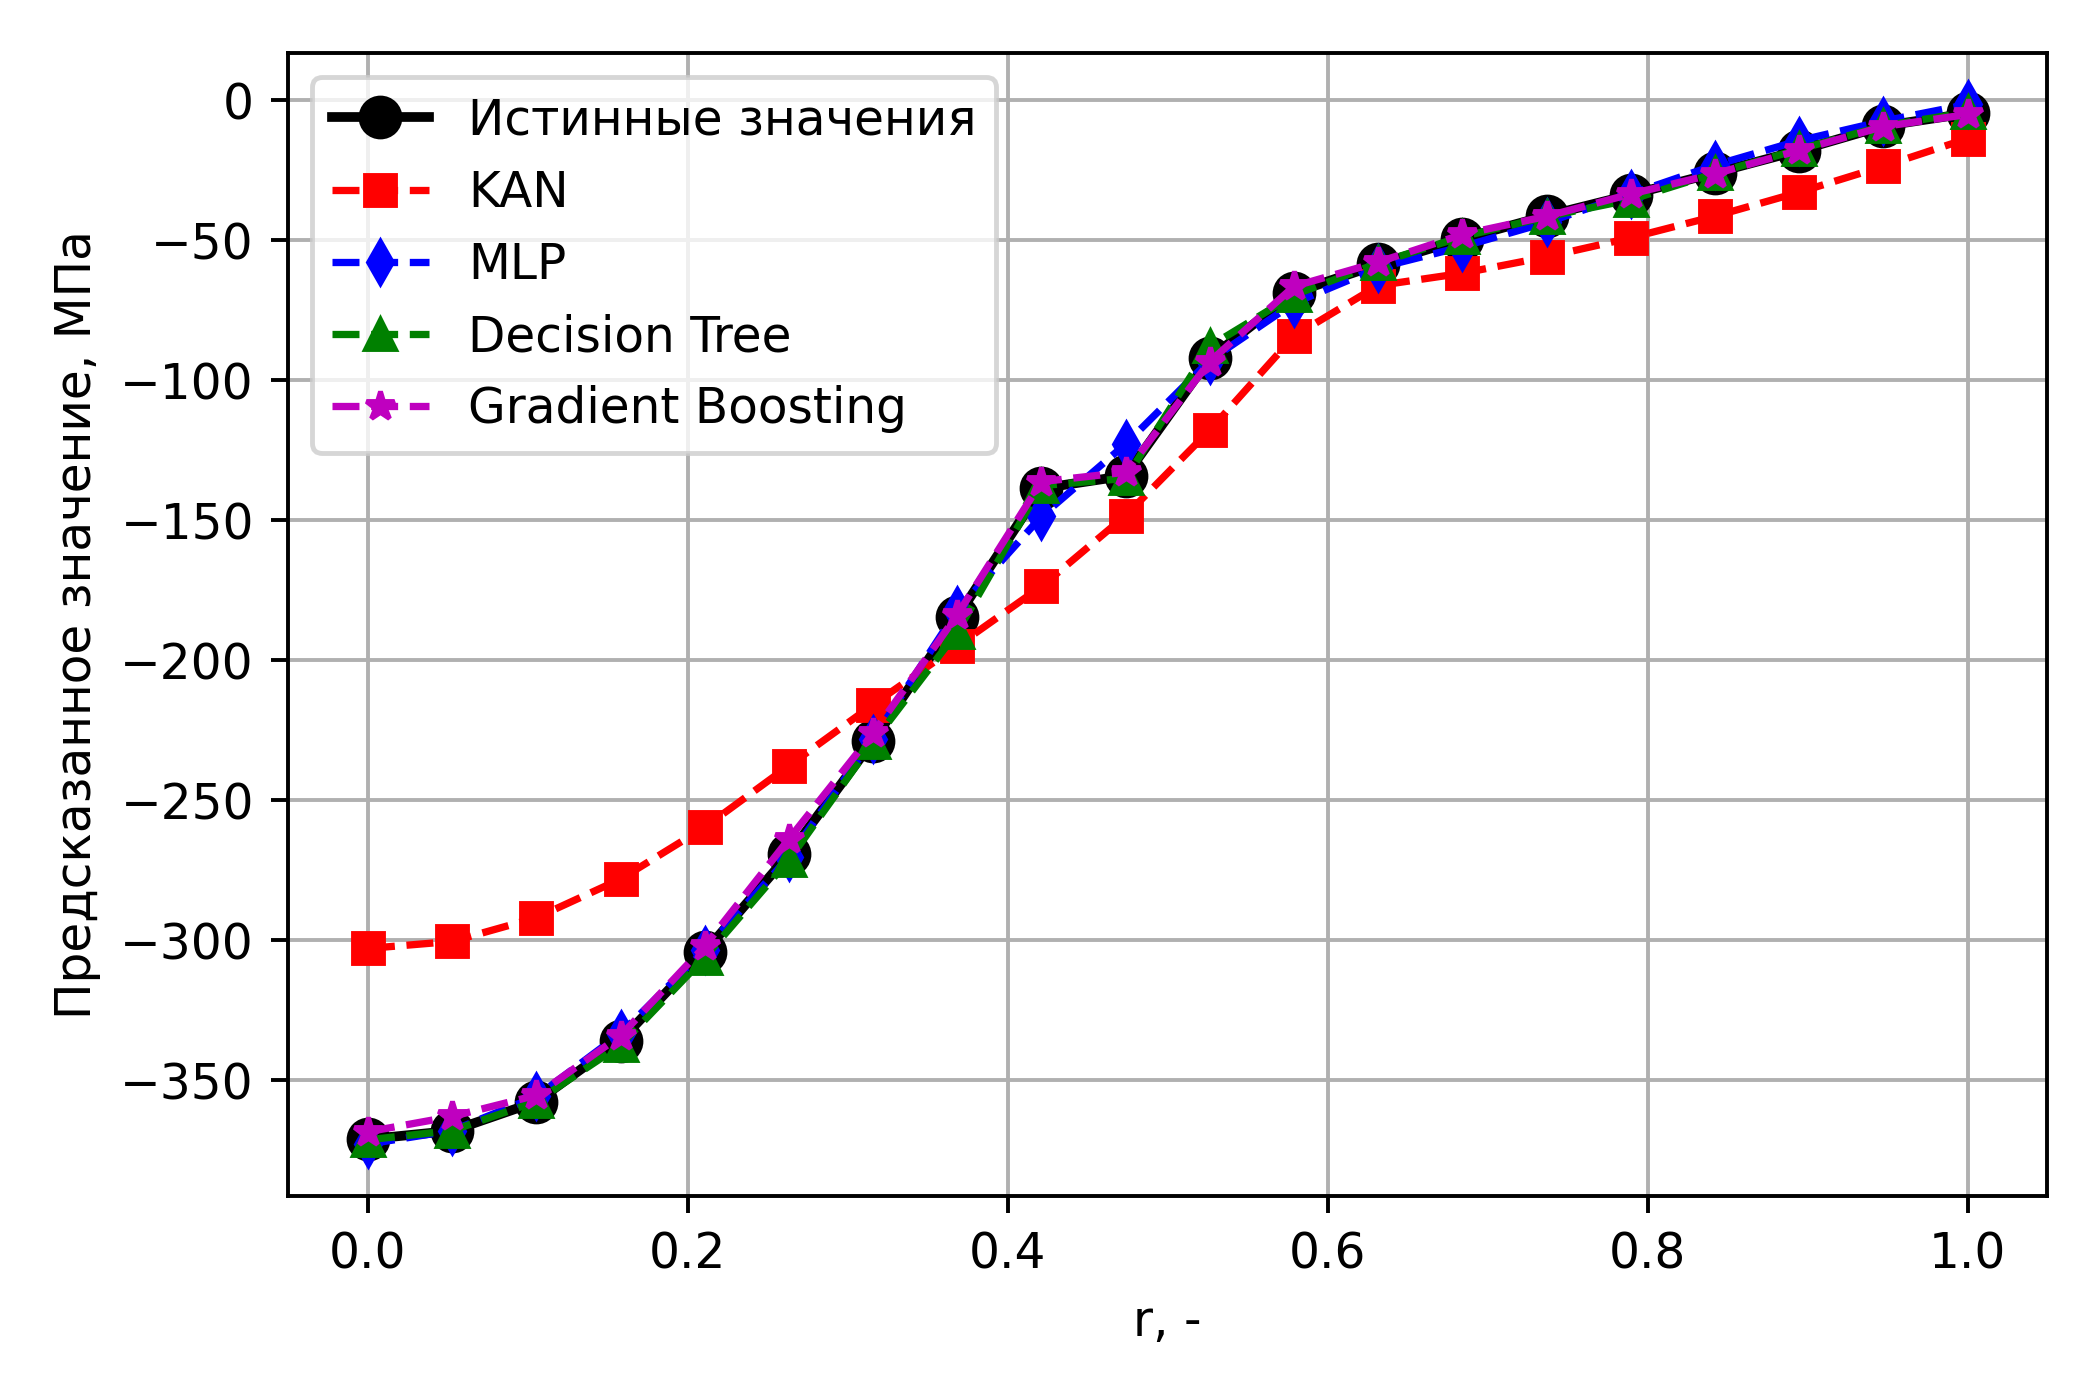 Предсказанное значение, МПа
0
−50
−100
−150
−200
−250
−300
−350
Истинные значения
KAN
MLP
Decision Tree
Gradient Boosting
0.0 0.2 0.4 0.6 0.8 1.0
r, -